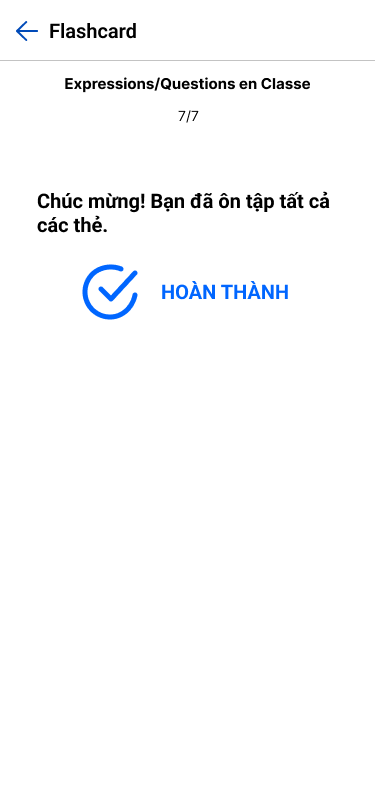 Flashcard
Expressions/Questions en Classe
7/7
Chúc mừng! Bạn đã ôn tập tất cả
các thẻ.
HOÀN THÀNH